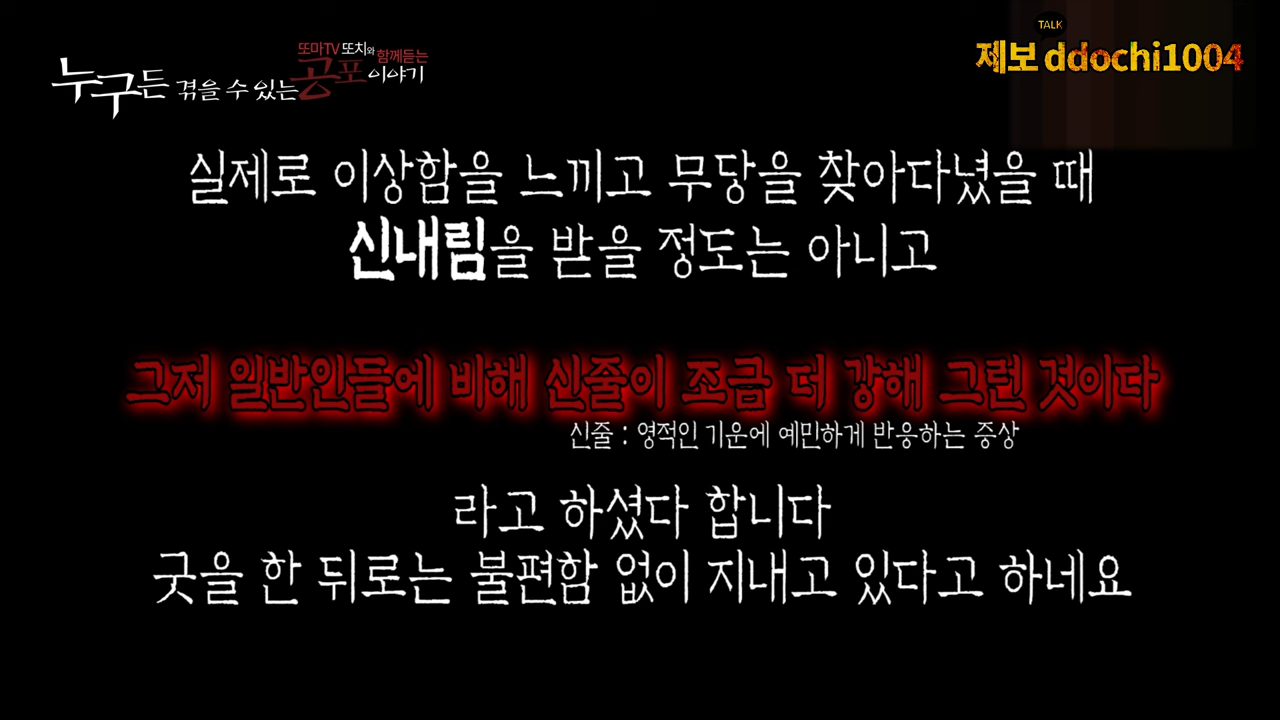 누구든 겪을 수 있는 공포 이야기
또마TV 또치와 함께듣는
TALK
제보 ddochi1004
실제로 이상함을 느끼고 무당을 찾아다녔을 때
신내림을 받을 정도는 아니고
그저 일반인들에 비해 신줄이 조금 더 강해 그런 것이다
신줄 : 영적인 기운에 예민하게 반응하는 증상
라고 하셨다 합니다
굿을 한 뒤로는 불편함 없이 지내고 있다고 하네요